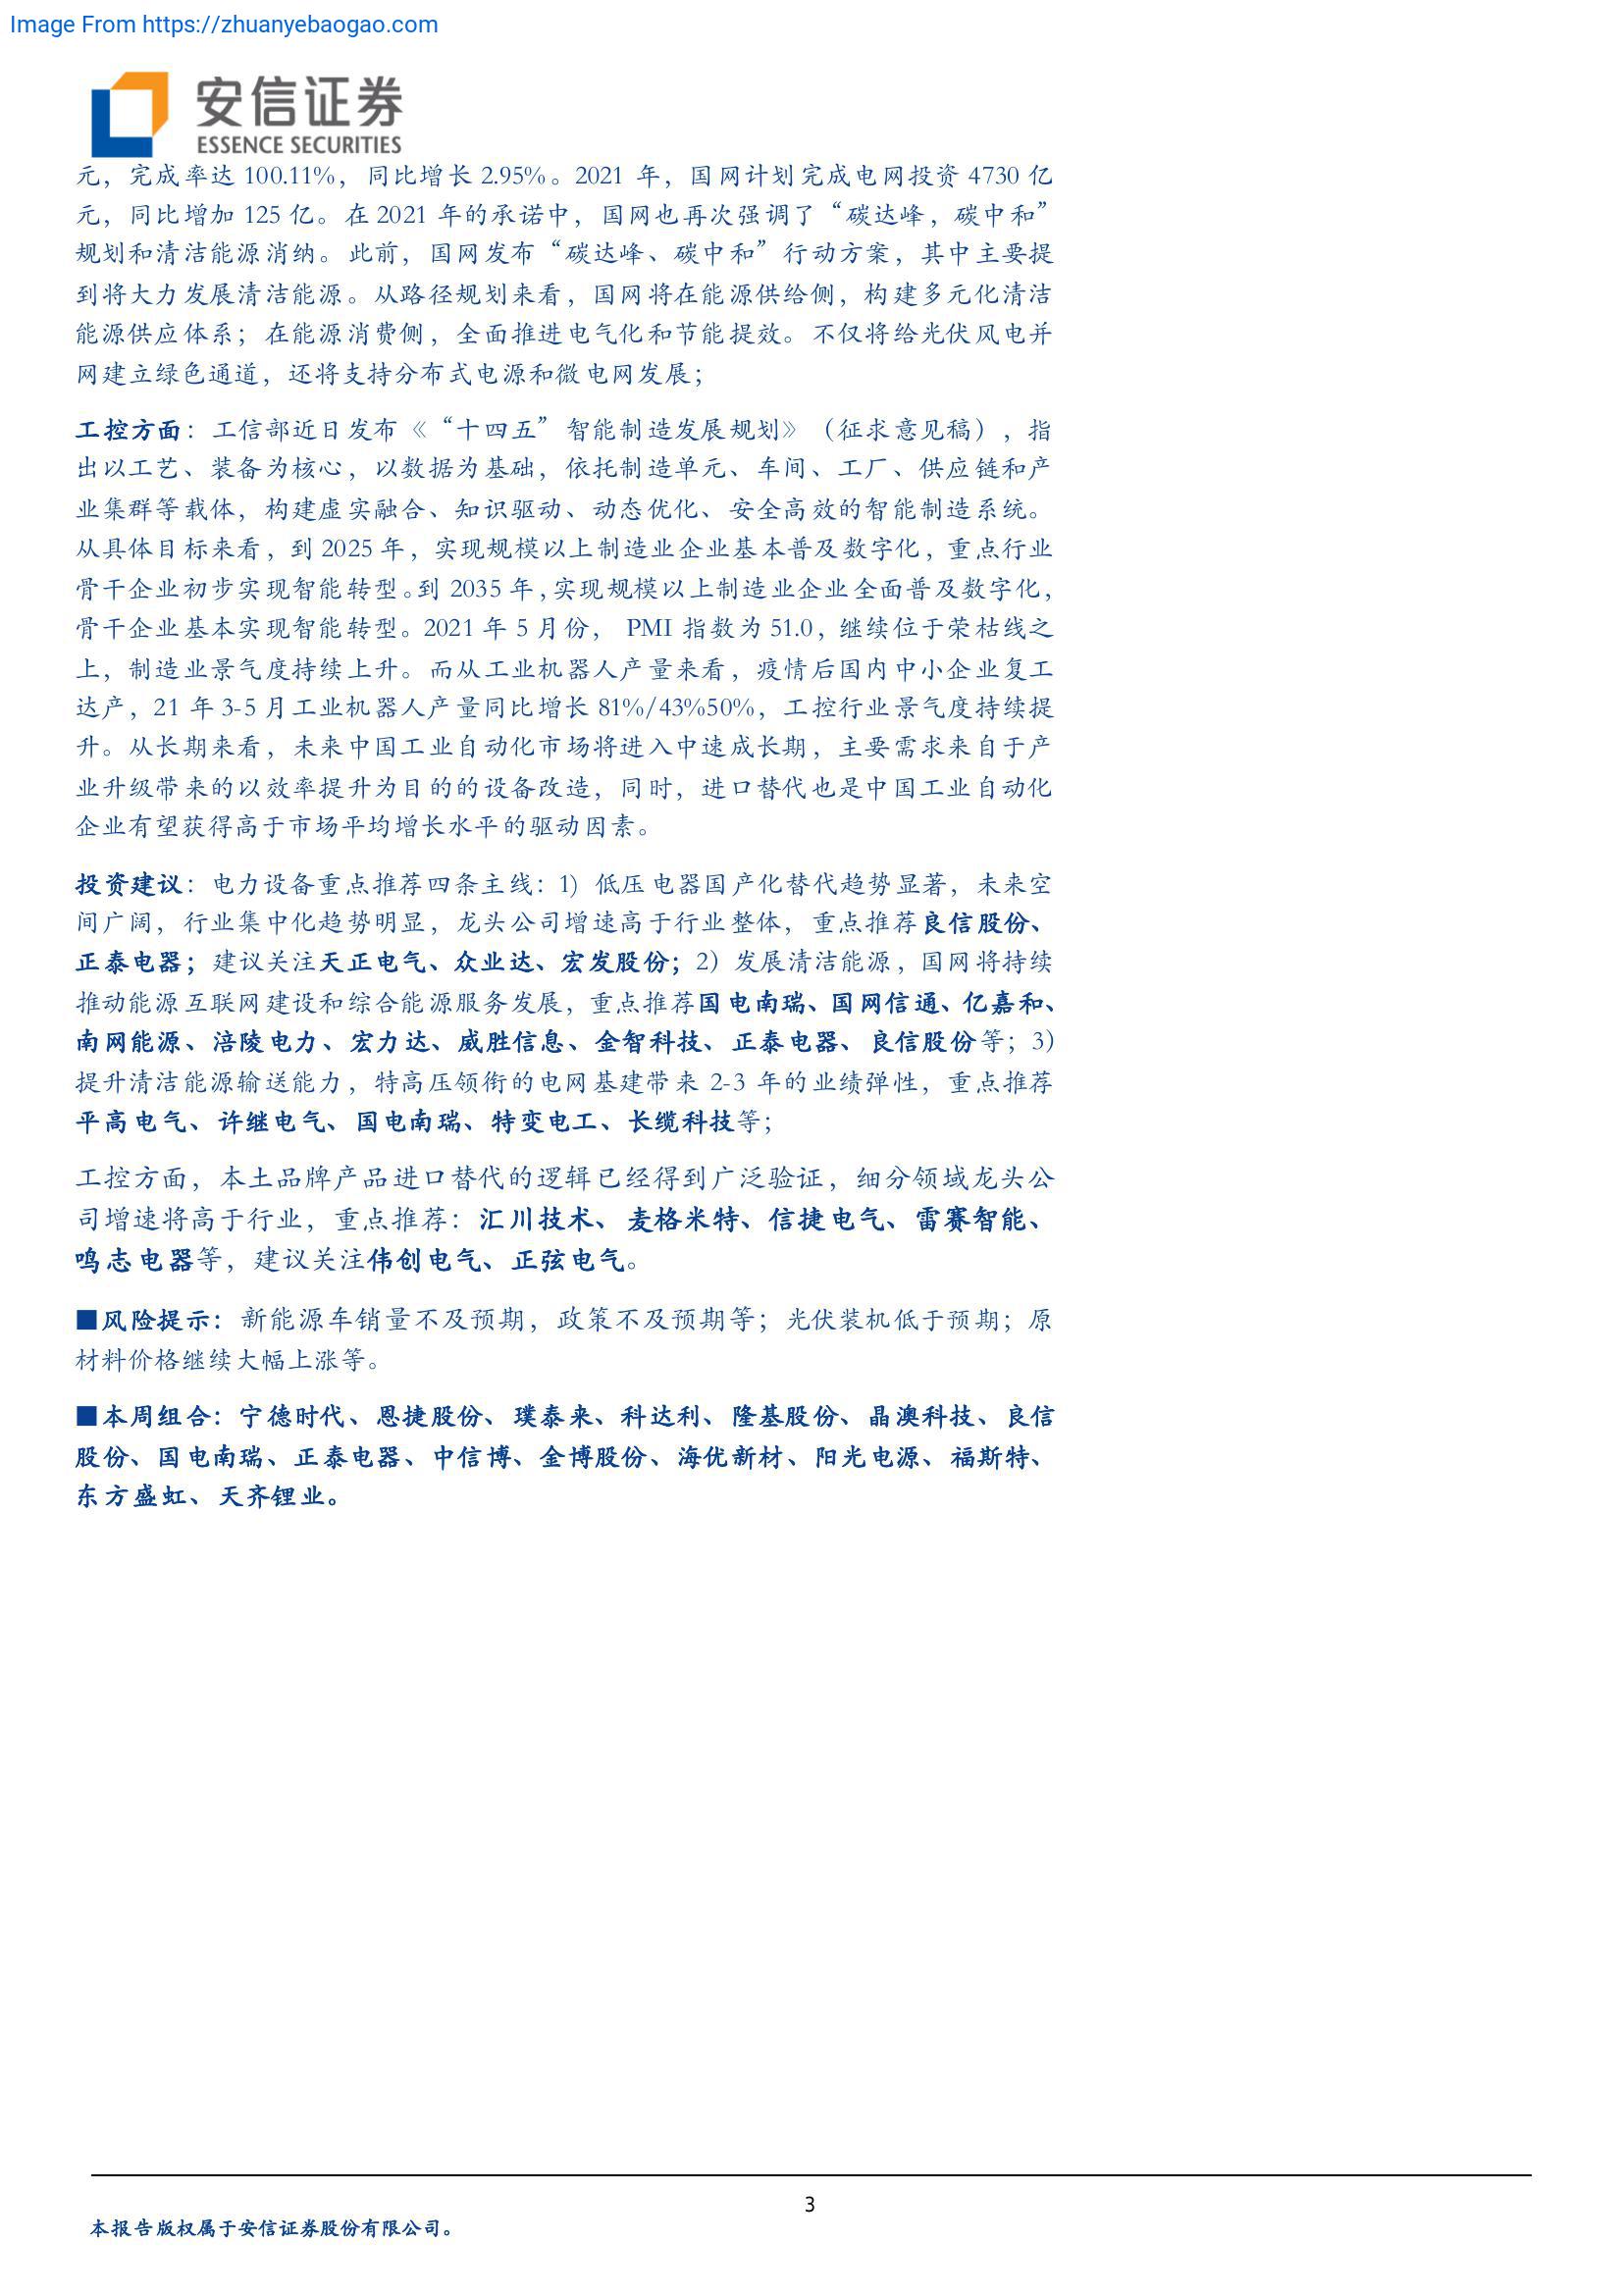 Image From https://zhuanyebaogao.com
安信证券
ESSENCE SECURITIES
元，完成率达 100.11%，同比增长 2.95%。2021 年，国网计划完成电网投资 4730 亿
元，同比增加 125 亿。在 2021 年的承诺中，国网也再次强调了“碳达峰，碳中和”
规划和清洁能源消纳。此前，国网发布“碳达峰、碳中和”行动方案，其中主要提
到将大力发展清洁能源。从路径规划来看，国网将在能源供给侧，构建多元化清洁
能源供应体系；在能源消费侧，全面推进电气化和节能提效。不仅将给光伏风电并
网建立绿色通道，还将支持分布式电源和微电网发展；
工控方面：工信部近日发布《“十四五”智能制造发展规划》（征求意见稿），指
出以工艺、装备为核心，以数据为基础，依托制造单元、车间、工厂、供应链和产
业集群等载体，构建虚实融合、知识驱动、动态优化、安全高效的智能制造系统。
从具体目标来看，到 2025 年，实现规模以上制造业企业基本普及数字化，重点行业
骨干企业初步实现智能转型。到 2035 年，实现规模以上制造业企业全面普及数字化，
骨干企业基本实现智能转型。2021 年 5 月份， PMI 指数为 51.0，继续位于荣枯线之
上，制造业景气度持续上升。而从工业机器人产量来看，疫情后国内中小企业复工
达产，21 年 3-5 月工业机器人产量同比增长 81%/43%50%，工控行业景气度持续提
升。从长期来看，未来中国工业自动化市场将进入中速成长期，主要需求来自于产
业升级带来的以效率提升为目的的设备改造，同时，进口替代也是中国工业自动化
企业有望获得高于市场平均增长水平的驱动因素。
投资建议：电力设备重点推荐四条主线：1）低压电器国产化替代趋势显著，未来空
间广阔，行业集中化趋势明显，龙头公司增速高于行业整体，重点推荐良信股份、
正泰电器；建议关注天正电气、众业达、宏发股份；2）发展清洁能源，国网将持续
推动能源互联网建设和综合能源服务发展，重点推荐国电南瑞、国网信通、亿嘉和、
南网能源、涪陵电力、宏力达、威胜信息、金智科技、正泰电器、良信股份等；3）
提升清洁能源输送能力，特高压领衔的电网基建带来 2-3 年的业绩弹性，重点推荐
平高电气、许继电气、国电南瑞、特变电工、长缆科技等；
工控方面，本土品牌产品进口替代的逻辑已经得到广泛验证，细分领域龙头公
司增速将高于行业，重点推荐：汇川技术、麦格米特、信捷电气、雷赛智能、
鸣志电器等，建议关注伟创电气、正弦电气。
■风险提示：新能源车销量不及预期，政策不及预期等；光伏装机低于预期；原
材料价格继续大幅上涨等。
■本周组合：宁德时代、恩捷股份、璞泰来、科达利、隆基股份、晶澳科技、良信
股份、国电南瑞、正泰电器、中信博、金博股份、海优新材、阳光电源、福斯特、
东方盛虹、天齐锂业。
3
本报告版权属于安信证券股份有限公司。